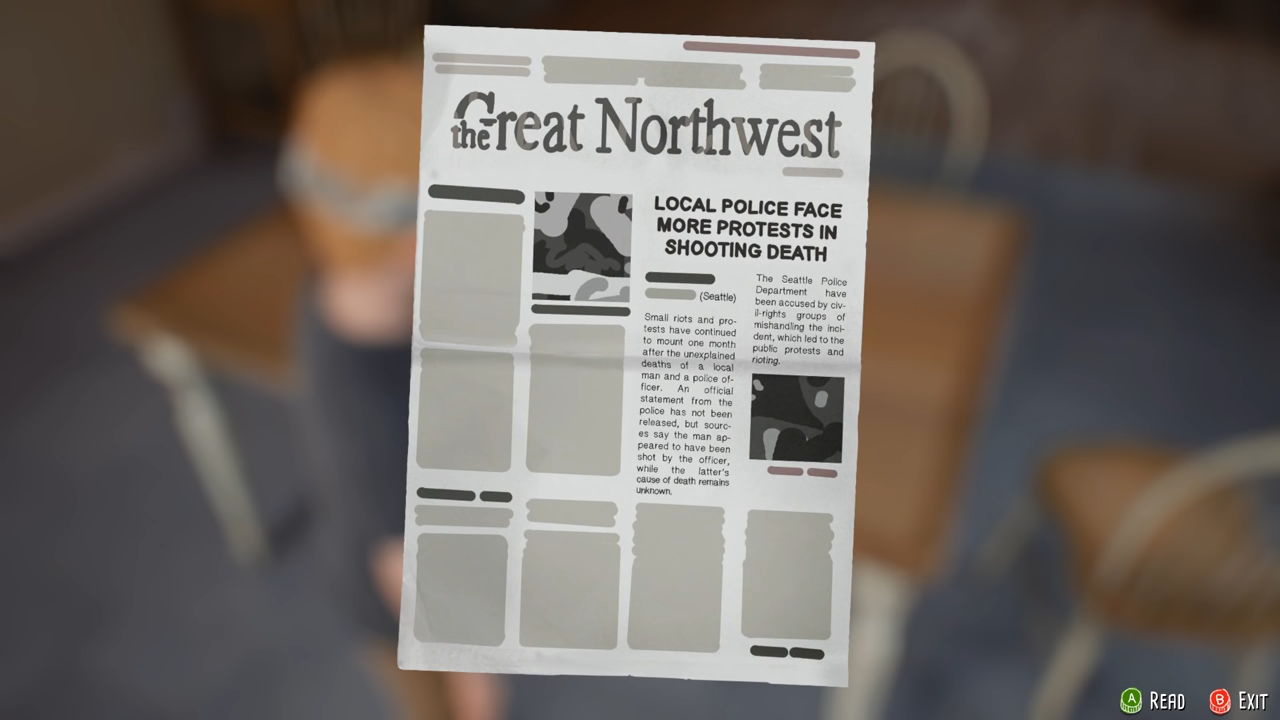 the Great Northwest
LOCAL POLICE FACE
MORE PROTESTS IN
SHOOTING DEATH
(Seattle)
Small riots and pro-
tests have continued
to mount one month
after the unexplained
deaths of a local
man and a police of-
ficer. An official
statement from the
police has not been
released, but sourc-
es say the man ap-
peared to have been
shot by the officer,
while the latter's
cause of death remains
unknown.
The Seattle Police
Department have
been accused by civ-
il-rights groups of
mishandling the inci-
dent, which led to the
public protests and
rioting.
A READ
B EXIT